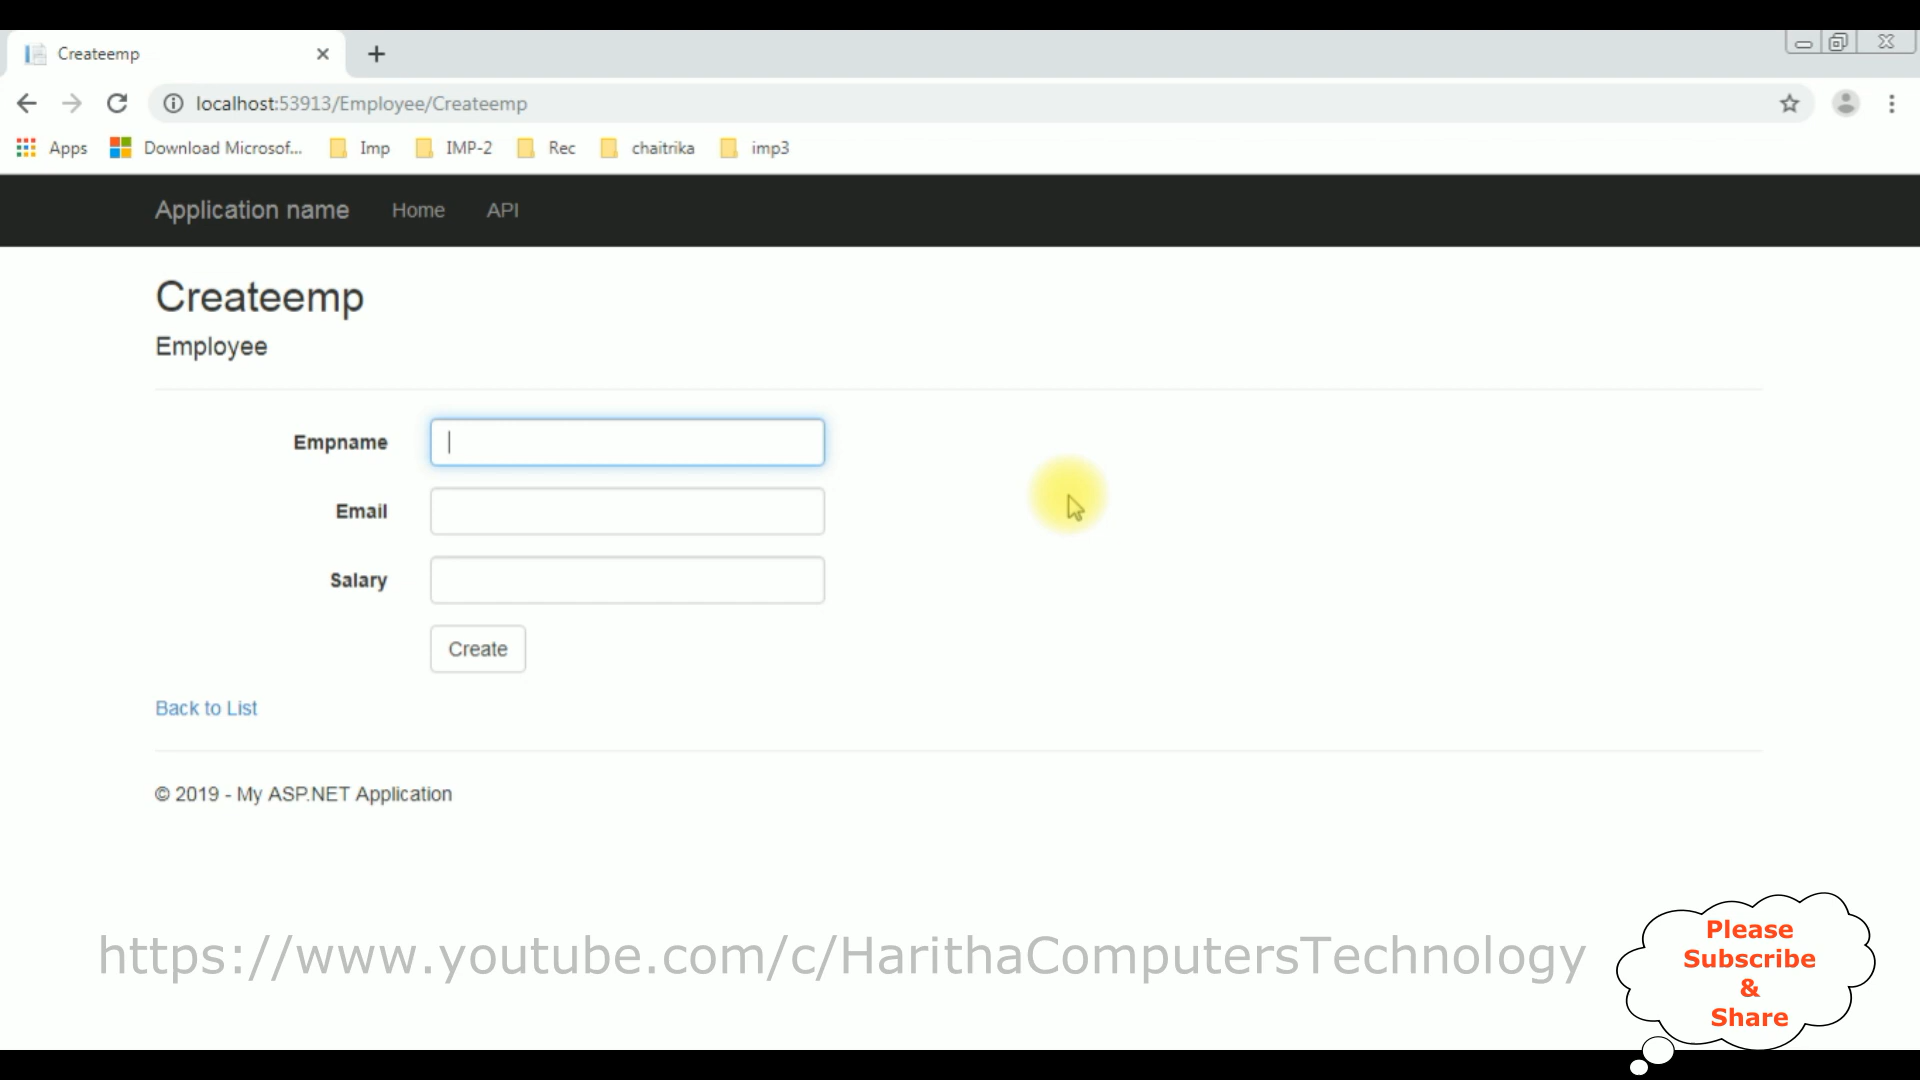 Createemp
localhost:53913/Employee/Createemp
Apps Download Microsof... Imp IMP-2 Rec chaitrika imp3
Application name Home API
Createemp
Employee
Empname
Email
Salary
Create
Back to List
© 2019 - My ASP.NET Application
https://www.youtube.com/c/HarithaComputersTechnology
Please
Subscribe
&
Share